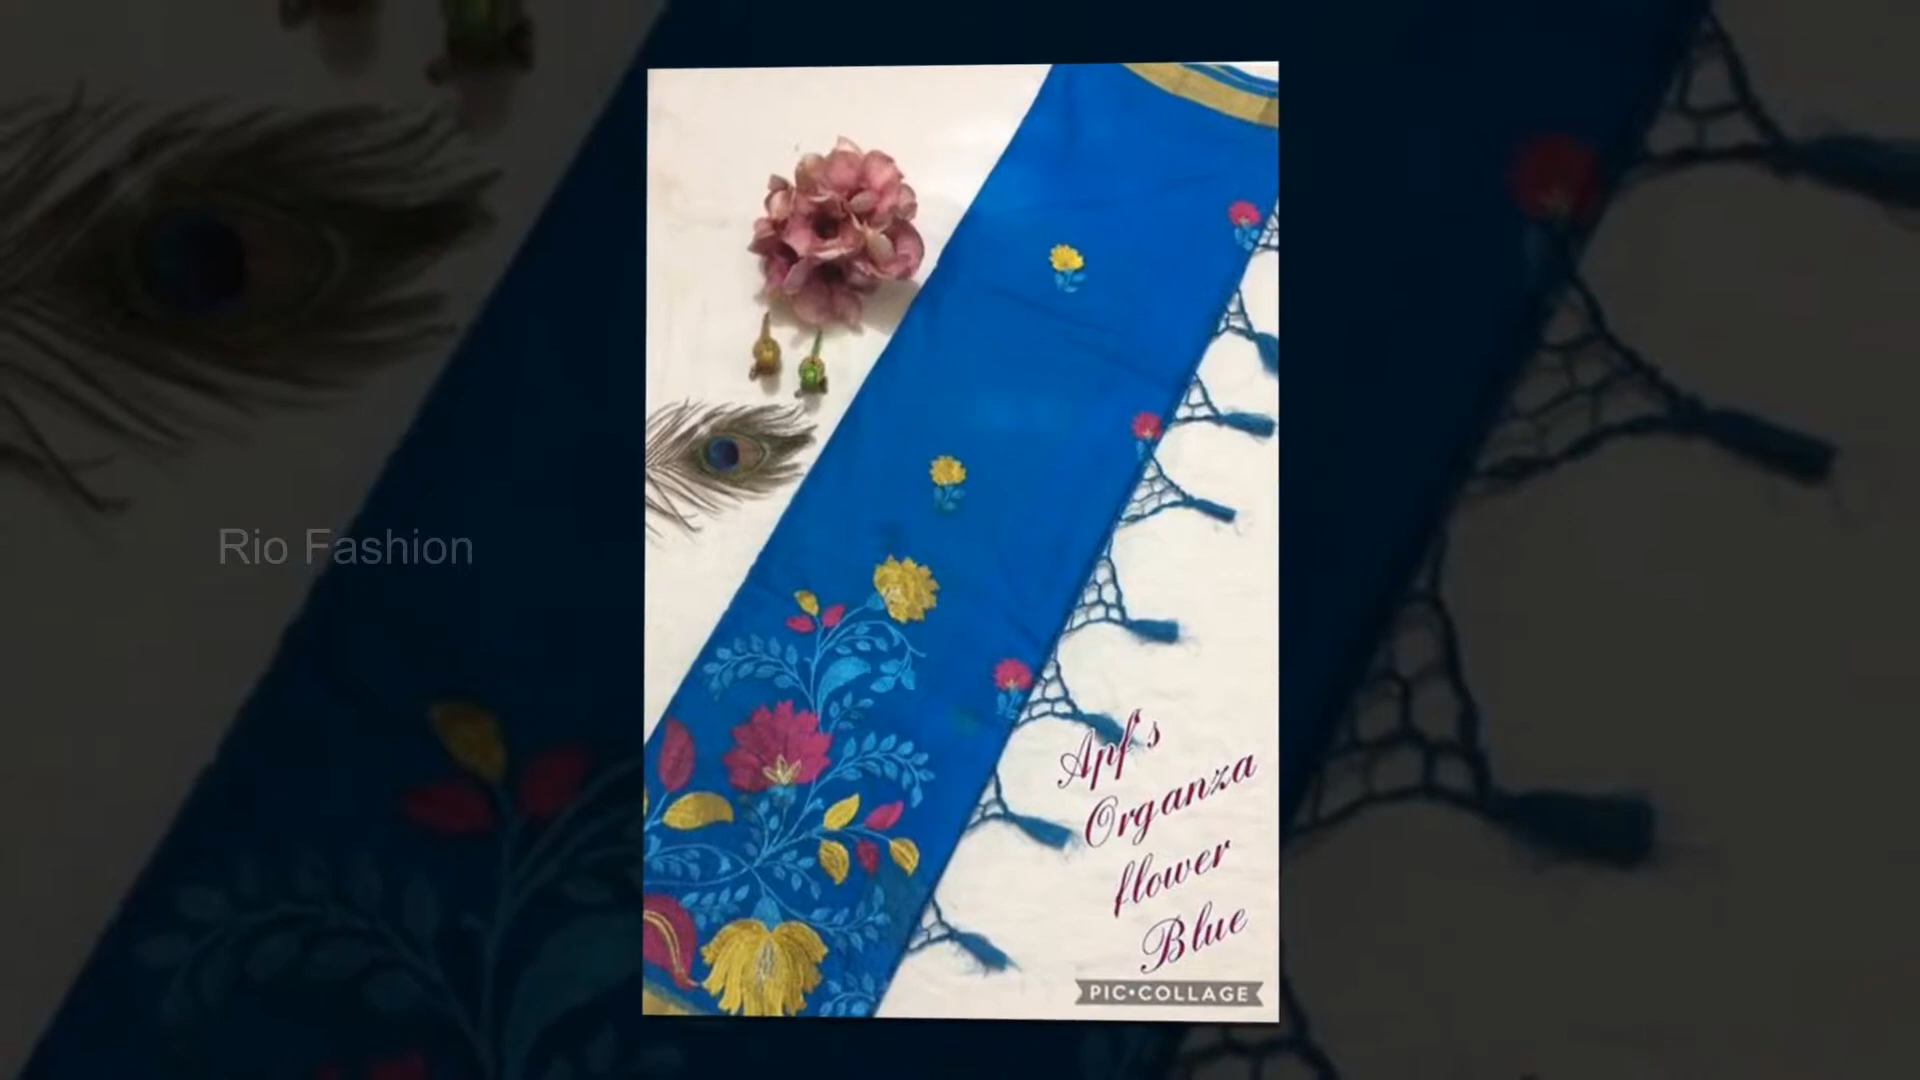 Rio Fashion
Apf's
Organza
flower
Blue
PIC•COLLAGE